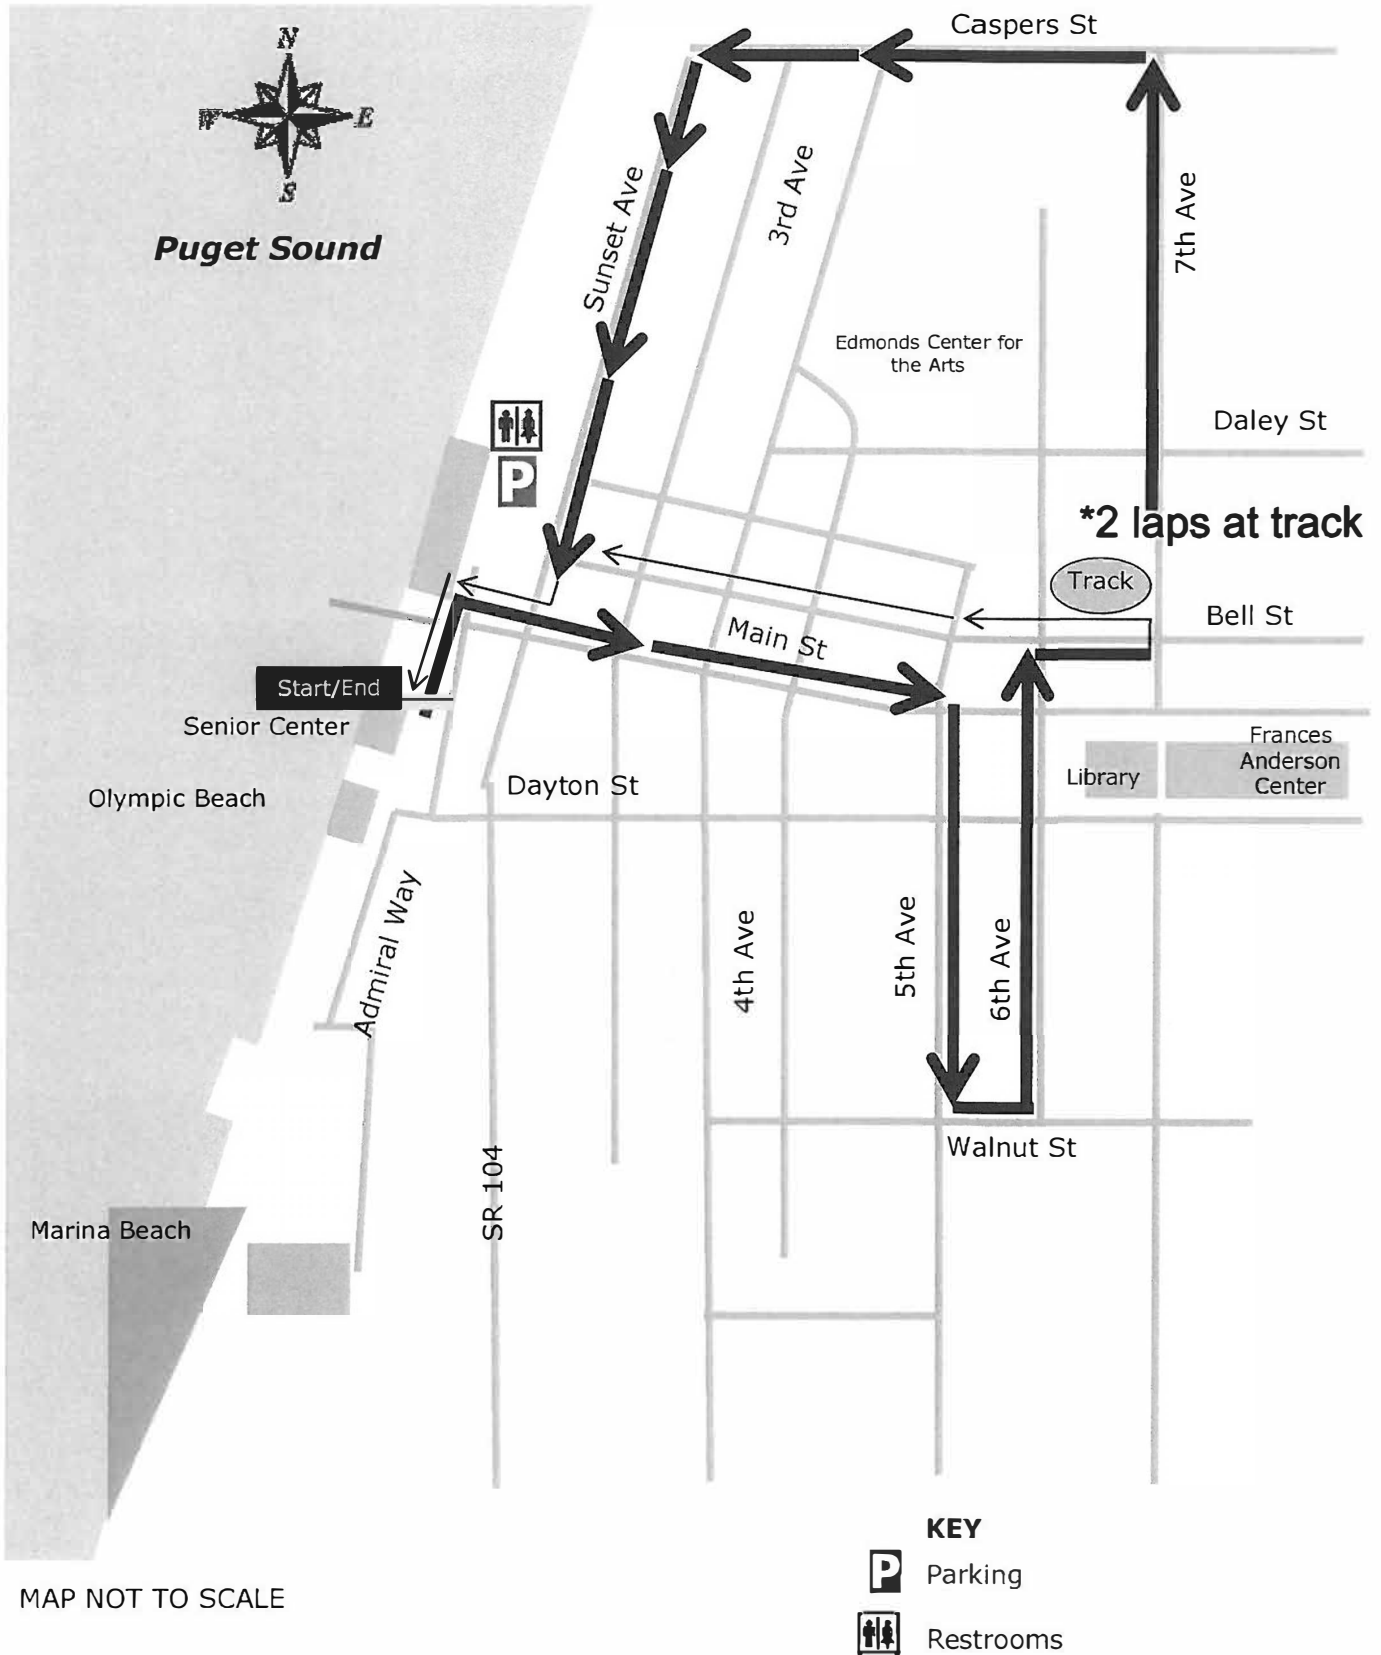 Caspers St
N
W
E
S
Puget Sound
Sunset Ave
3rd Ave
7th Ave
Edmonds Center for
the Arts
Daley St
P
*2 laps at track
Track
Bell St
Main St
Start/End
Senior Center
Frances
Anderson
Center
Library
Olympic Beach
Dayton St
Admiral Way
4th Ave
5th Ave
6th Ave
Walnut St
SR 104
Marina Beach
KEY
P Parking
Restrooms
MAP NOT TO SCALE